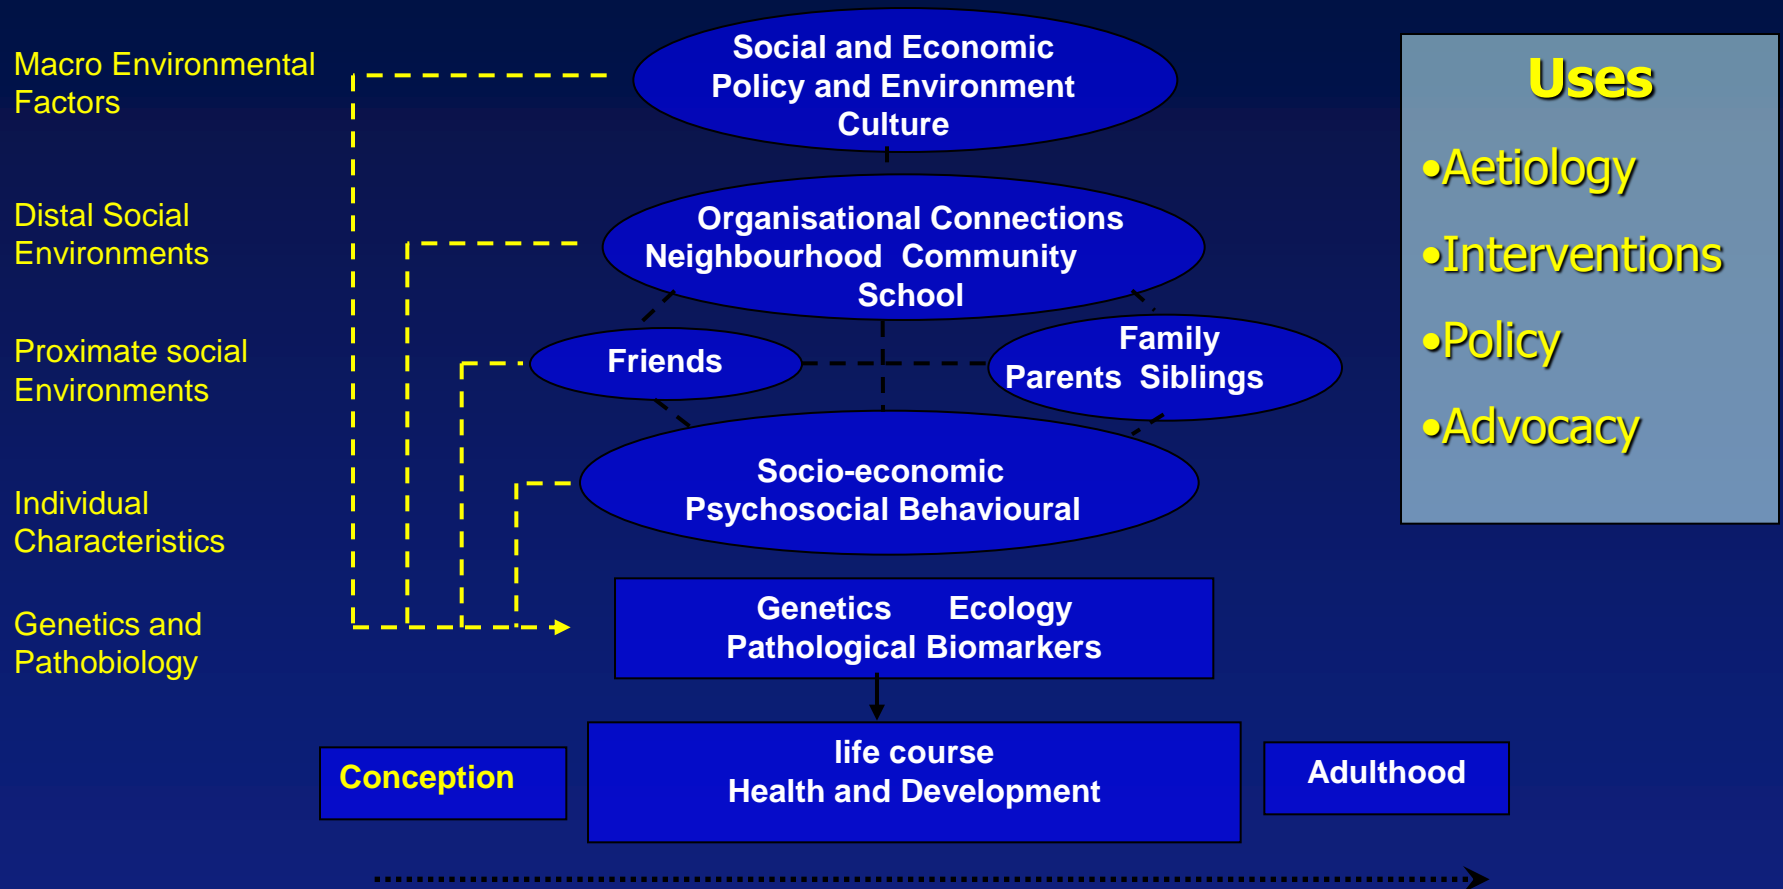 Macro Environmental
Factors
Social and Economic
Policy and Environment
Culture
Distal Social
Environments
Organisational Connections
Neighbourhood Community
School
Proximate social
Environments
Friends
Family
Parents Siblings
Individual
Characteristics
Socio-economic
Psychosocial Behavioural
Genetics and
Pathobiology
Genetics Ecology
Pathological Biomarkers
Conception
life course
Health and Development
Adulthood
Uses
•Aetiology
•Interventions
•Policy
•Advocacy